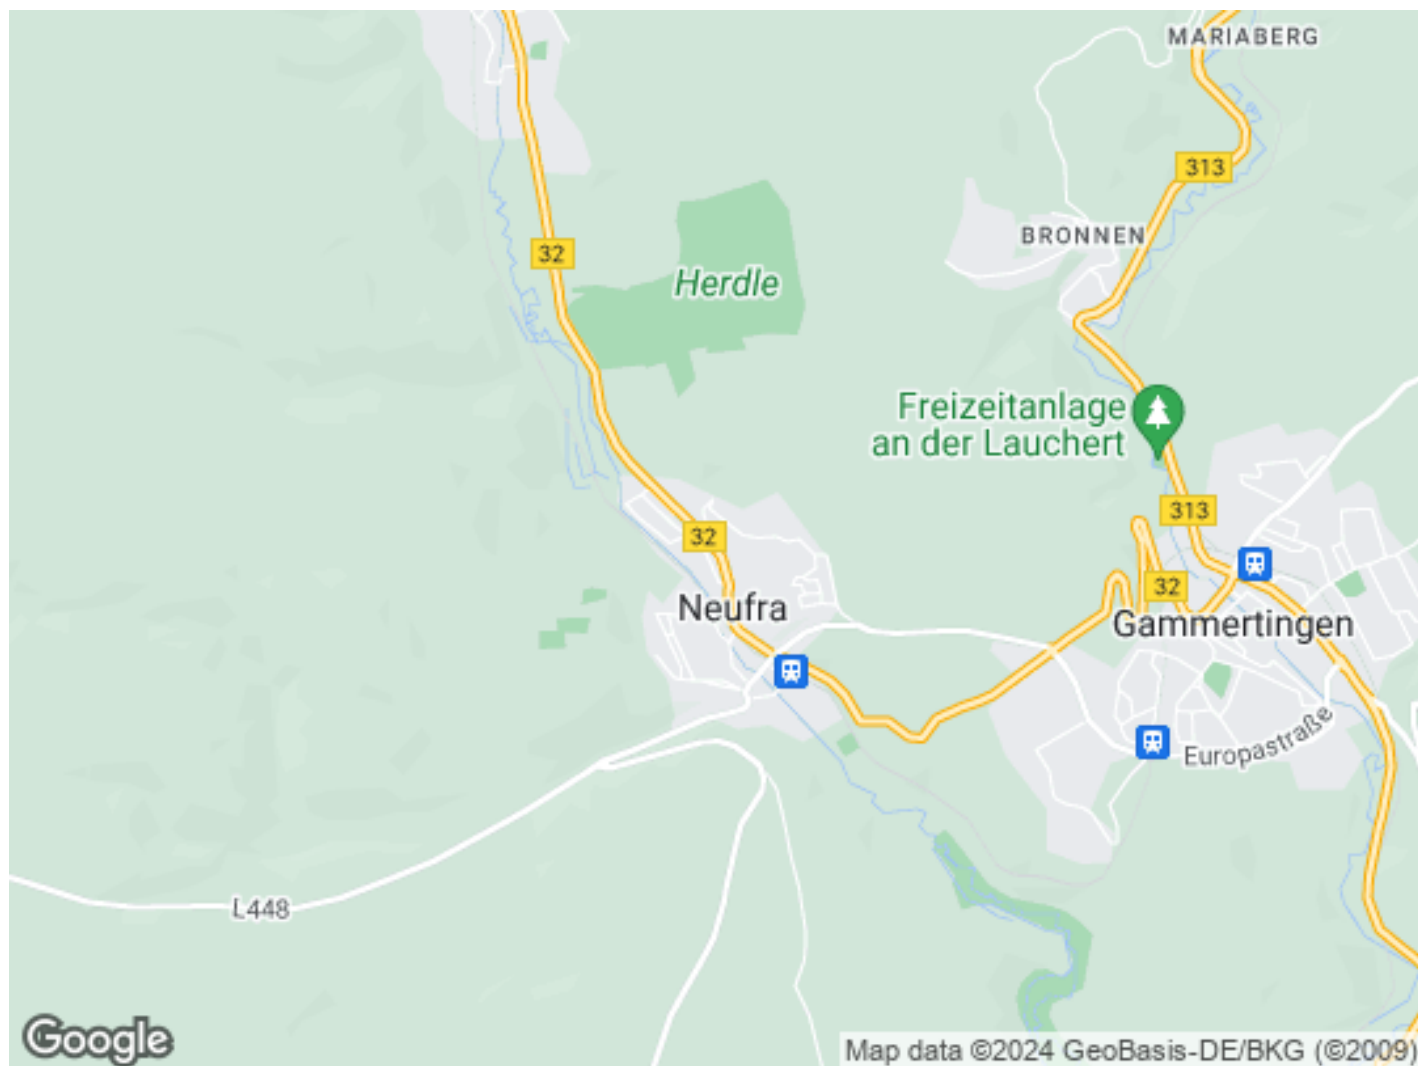 MARIABERG
313
BRONNEN
32
Herdle
Freizeitanlage
an der Lauchert
313
32
32
Neufra
Gammertingen
Europastraße
L448
Google
Map data ©2024 GeoBasis-DE/BKG (©2009)